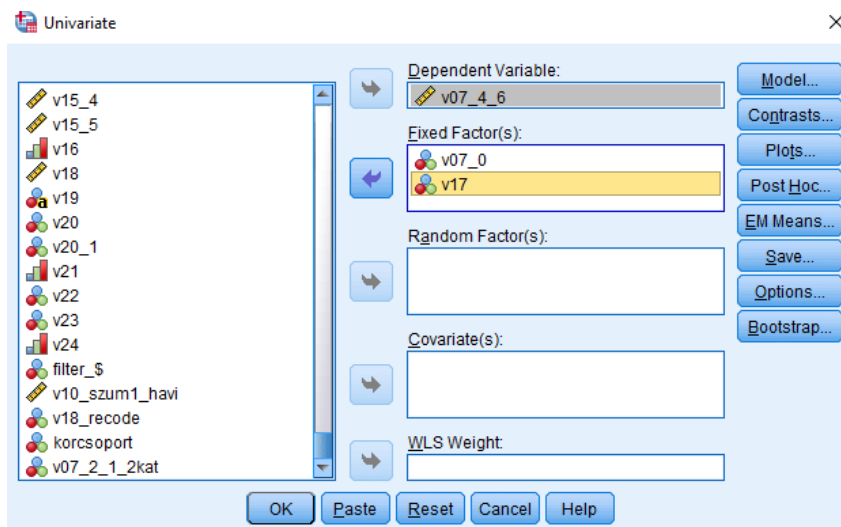 Univariate
v15_4
v15_5
v16
v18
v19
v20
v20_1
v21
v22
v23
v24
filter_$
v10_szum1_havi
v18_recode
korcsoport
v07_2_1_2kat
Dependent Variable:
v07_4_6
Fixed Factor(s):
v07_0
v17
Random Factor(s):
Covariate(s):
WLS Weight:
Model...
Contrasts...
Plots...
Post Hoc...
EM Means...
Save...
Options...
Bootstrap...
OK Paste Reset Cancel Help